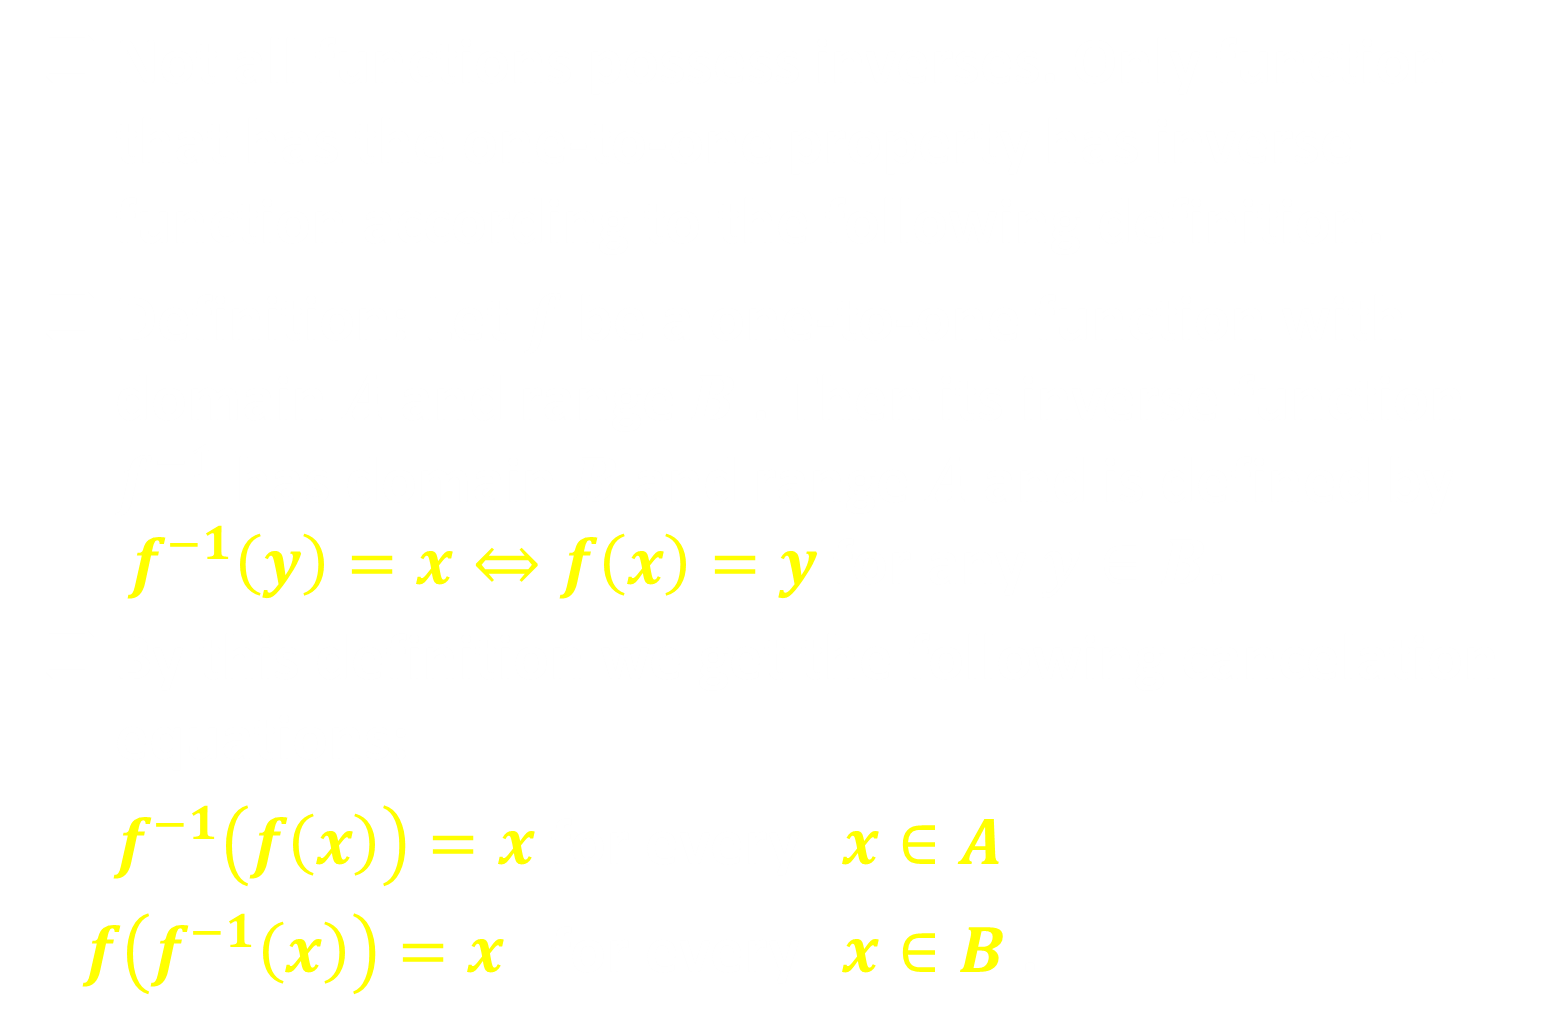 f⁻¹(y) = x ⇔ f(x) = y
f⁻¹(f(x)) = x x ∈ A
f(f⁻¹(x)) = x x ∈ B